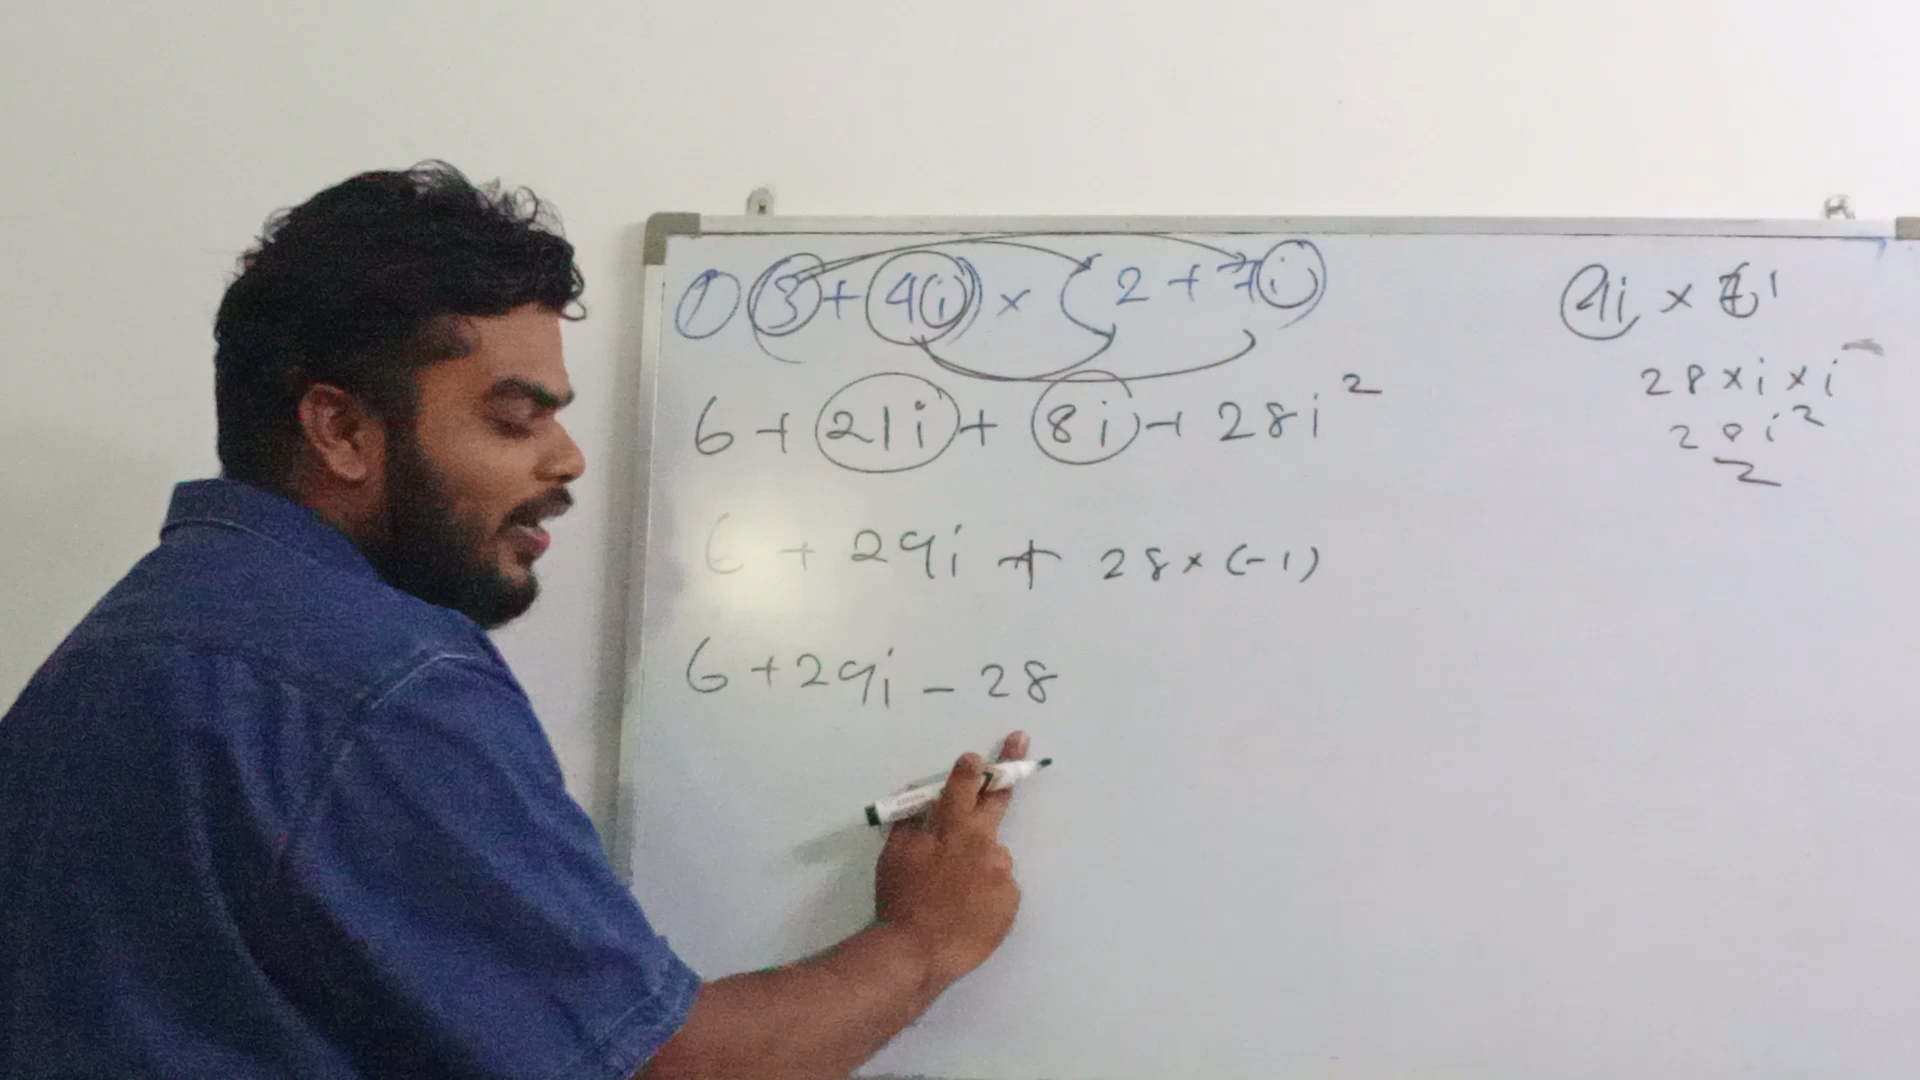 ① (3 + 4i) × (2 + 7i)
6 + 21i + 8i + 28i²
6 + 29i + 28 × (-1)
6 + 29i - 28
4i × 7i
28 × i × i
28i²